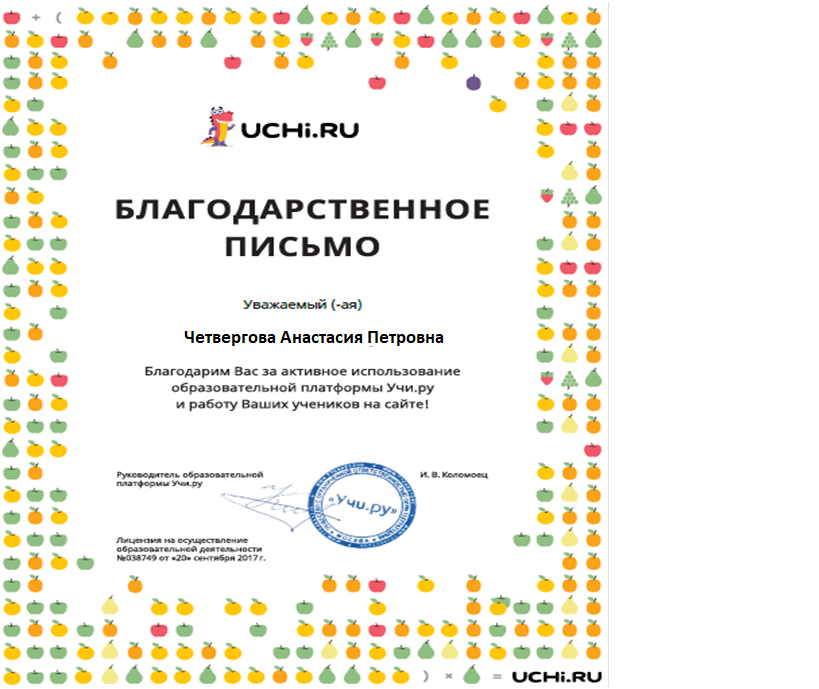 UCHi.RU
БЛАГОДАРСТВЕННОЕ
ПИСЬМО
Уважаемый (-ая)
Четвергова Анастасия Петровна
Благодарим Вас за активное использование
образовательной платформы Учи.ру
и работу Ваших учеников на сайте!
Руководитель образовательной
платформы Учи.ру
И. В. Коломоец
«Учи.ру»
МОСКВА
Лицензия на осуществление
образовательной деятельности
№038749 от «20» сентября 2017 г.
UCHi.RU